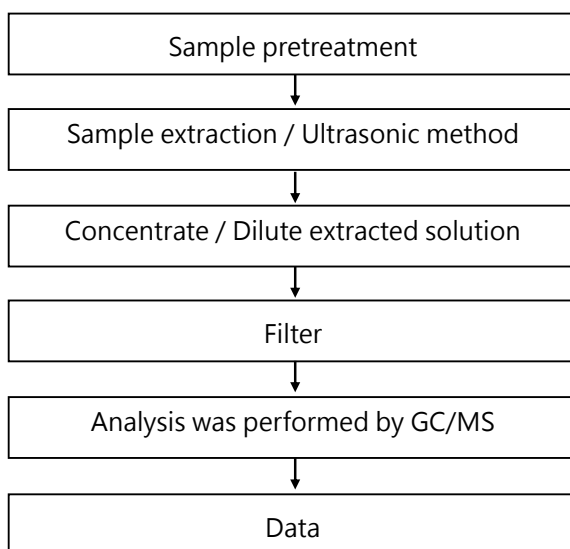 Sample pretreatment
Sample extraction / Ultrasonic method
Concentrate / Dilute extracted solution
Filter
Analysis was performed by GC/MS
Data